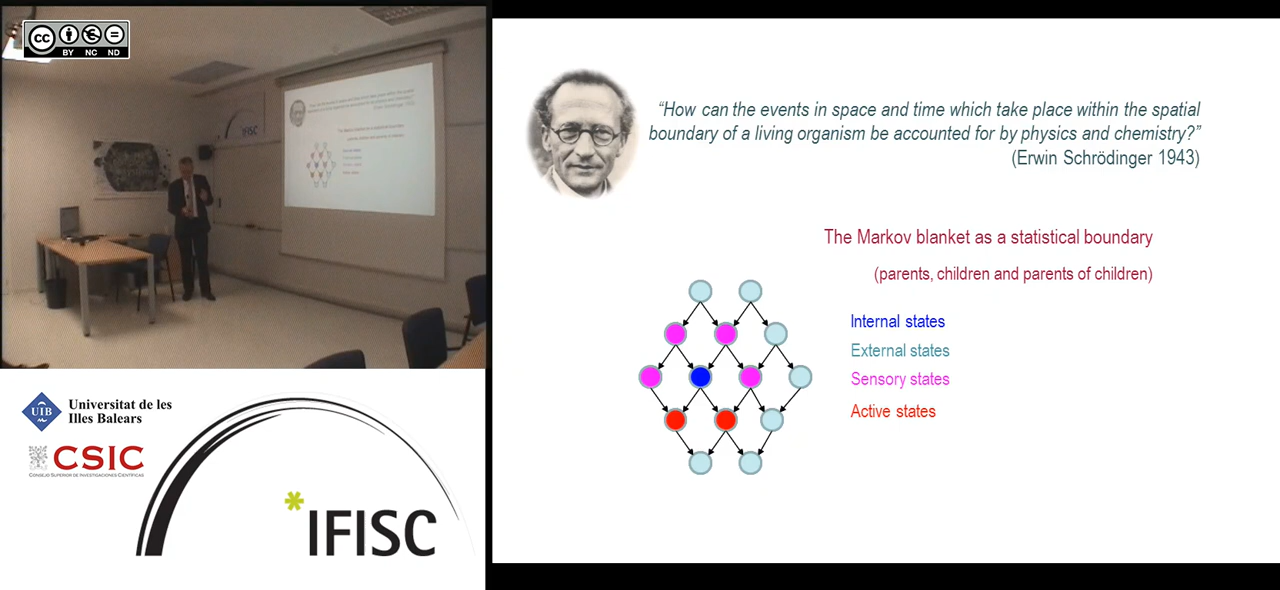 cc
BY NC ND
IFISC
"How can the events in space and time which take place within the spatial
boundary of a living organism be accounted for by physics and chemistry?"
(Erwin Schrödinger 1943)
The Markov blanket as a statistical boundary
(parents, children and parents of children)
Internal states
External states
Sensory states
Active states
UIB
Universitat de les
Illes Balears
CSIC
CONSEJO SUPERIOR DE INVESTIGACIONES CIENTÍFICAS
*IFISC